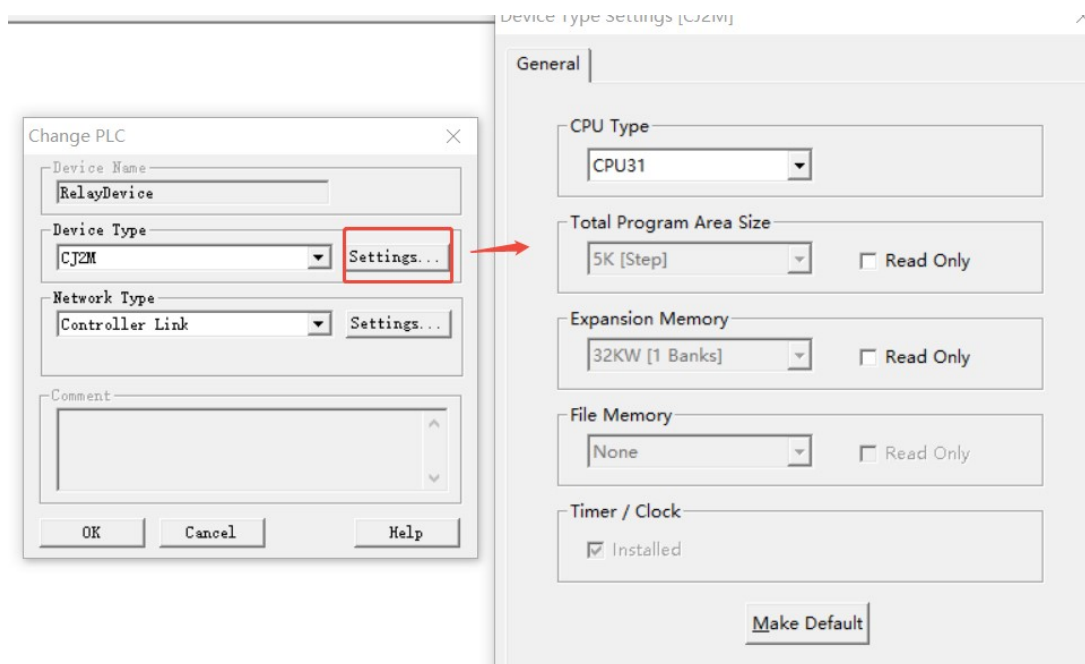 Device Type Settings [CJ2M]
General
Change PLC
Device Name
RelayDevice
Device Type
CJ2M
Settings...
Network Type
Controller Link
Settings...
Comment
OK
Cancel
Help
CPU Type
CPU31
Total Program Area Size
5K [Step]
Read Only
Expansion Memory
32KW [1 Banks]
Read Only
File Memory
None
Read Only
Timer / Clock
Installed
Make Default